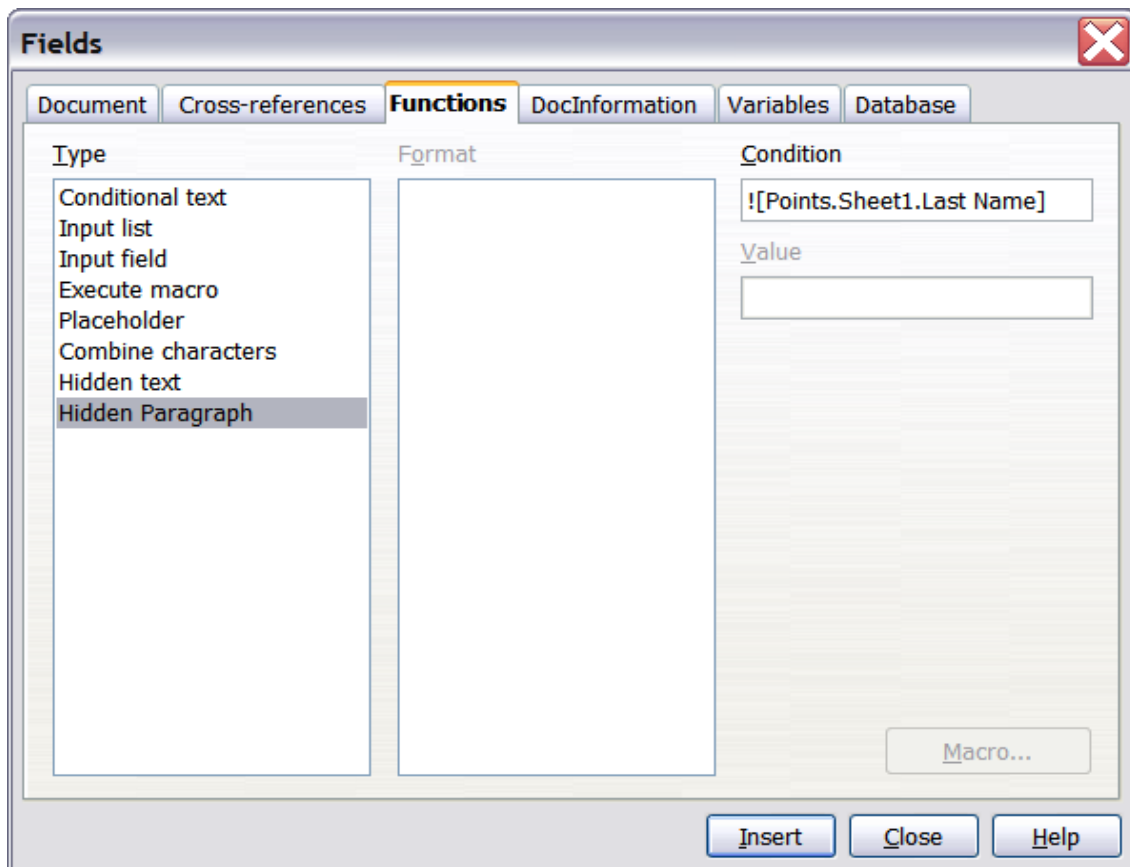 Fields
Document Cross-references Functions DocInformation Variables Database
Type
Conditional text
Input list
Input field
Execute macro
Placeholder
Combine characters
Hidden text
Hidden Paragraph
Format
Condition
![Points.Sheet1.Last Name]
Value
Macro...
Insert Close Help